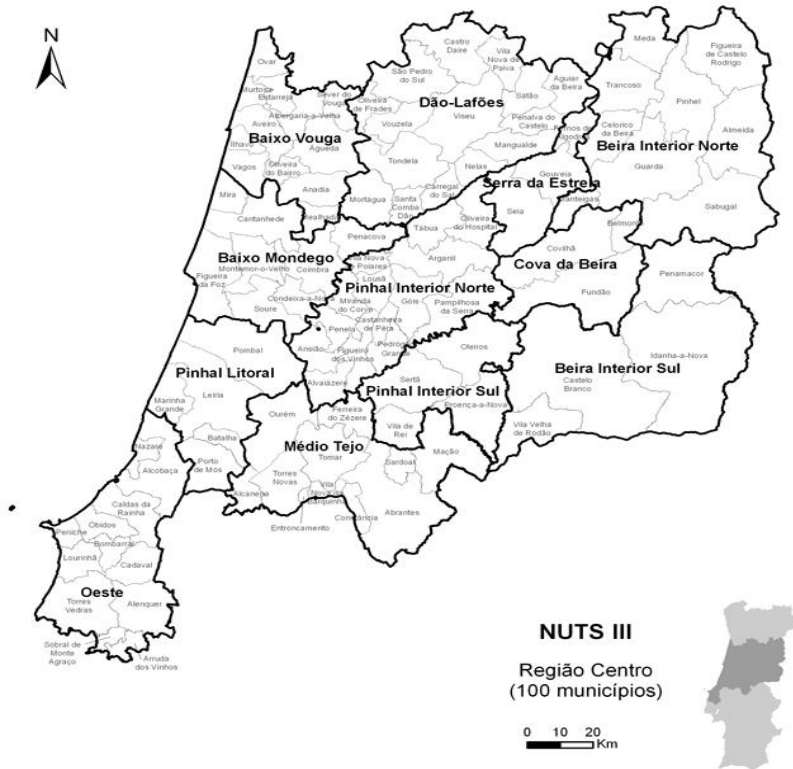 N
Ovar
Murtosa
Estarreja
Sever do
Vouga
Albergaria-a-Velha
Aveiro
Baixo Vouga
Ílhavo
Águeda
Vagos
Oliveira
do Bairro
Anadia
Mealhada
Castro
Daire
Vila
Nova de
Paiva
São Pedro
do Sul
Aguiar
da Beira
Oliveira
de Frades
Dão-Lafões
Sátão
Viseu
Vouzela
Penalva do
Castelo
Mangualde
Tondela
Nelas
Carregal
do Sal
Mortágua
Santa
Comba
Dão
Meda
Figueira
de Castelo
Rodrigo
Trancoso
Pinhel
Celorico
da Beira
Almeida
Beira Interior Norte
Guarda
Sabugal
Gouveia
Serra da Estrela
Manteigas
Seia
Mira
Cantanhede
Penacova
Baixo Mondego
Montemor-o-Velho
Coimbra
Figueira
da Foz
Condeixa-a-Nova
Soure
Tábua
Oliveira
do Hospital
Vila Nova
de Poiares
Arganil
Lousã
Pinhal Interior Norte
Miranda
do Corvo
Góis
Pampilhosa
da Serra
Castanheira
de Pêra
Penela
Pedrógão
Grande
Ansião
Figueiró
dos Vinhos
Alvaiázere
Belmonte
Covilhã
Cova da Beira
Fundão
Penamacor
Idanha-a-Nova
Beira Interior Sul
Castelo
Branco
Vila Velha
de Rodão
Oleiros
Sertã
Pinhal Interior Sul
Proença-a-Nova
Vila de
Rei
Pombal
Pinhal Litoral
Marinha
Grande
Leiria
Batalha
Porto
de Mós
Ourém
Ferreira
do Zêzere
Médio Tejo
Tomar
Mação
Sardoal
Torres
Novas
Vila
Nova da
Barquinha
Alcanena
Entroncamento
Constância
Abrantes
Nazaré
Alcobaça
Caldas da
Rainha
Óbidos
Peniche
Bombarral
Lourinhã
Cadaval
Oeste
Torres
Vedras
Alenquer
Sobral de
Monte
Agraço
Arruda
dos Vinhos
NUTS III
Região Centro
(100 municípios)
0 10 20
Km